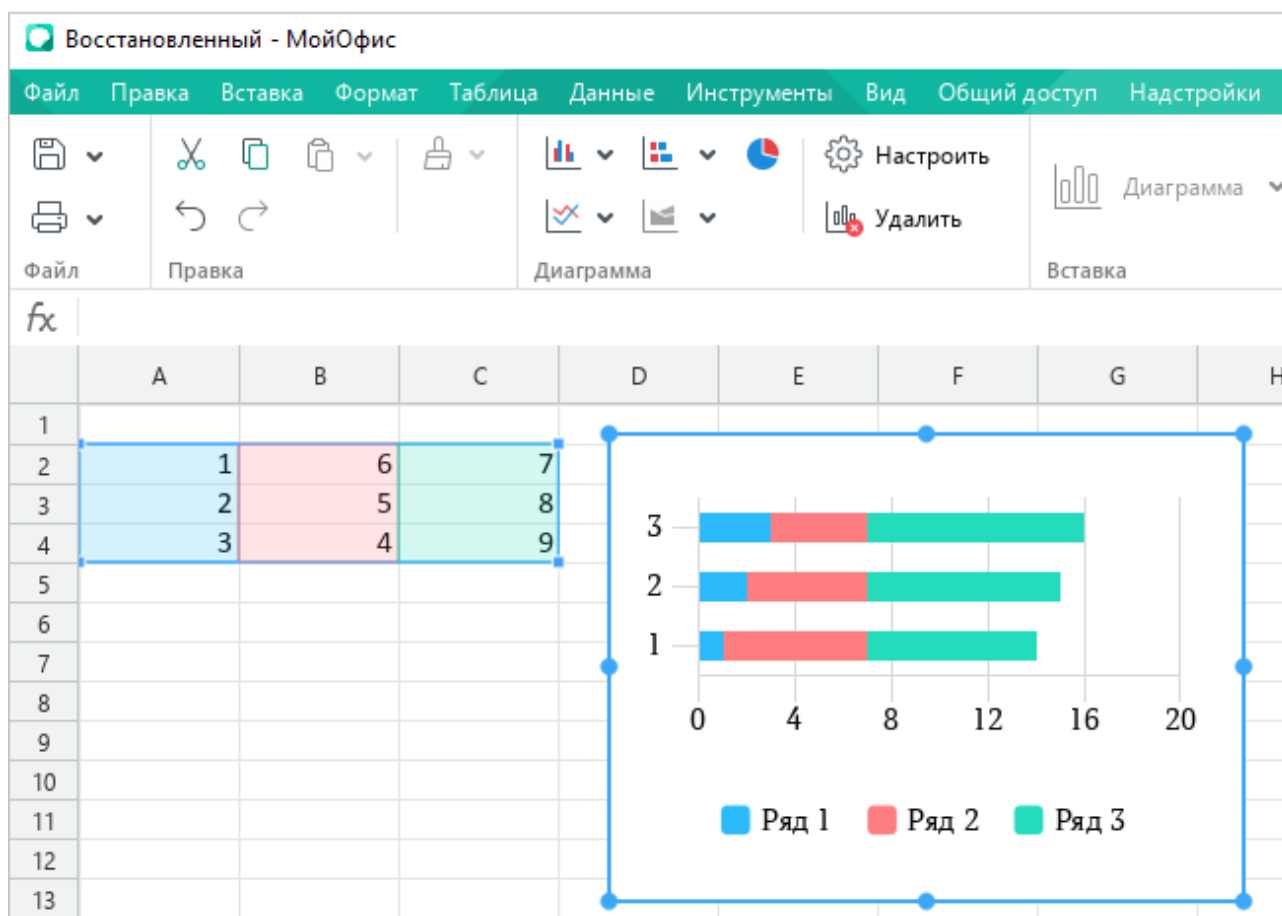 Восстановленный - МойОфис
Файл Правка Вставка Формат Таблица Данные Инструменты Вид Общий доступ Надстройки
Настроить
Диаграмма
Удалить
Файл Правка Диаграмма Вставка
fx
A B C D E F G H
1
2 1 6 7
3 2 5 8
4 3 4 9
5
6
7
8
9
10
11
12
13
3
2
1
0 4 8 12 16 20
Ряд 1 Ряд 2 Ряд 3